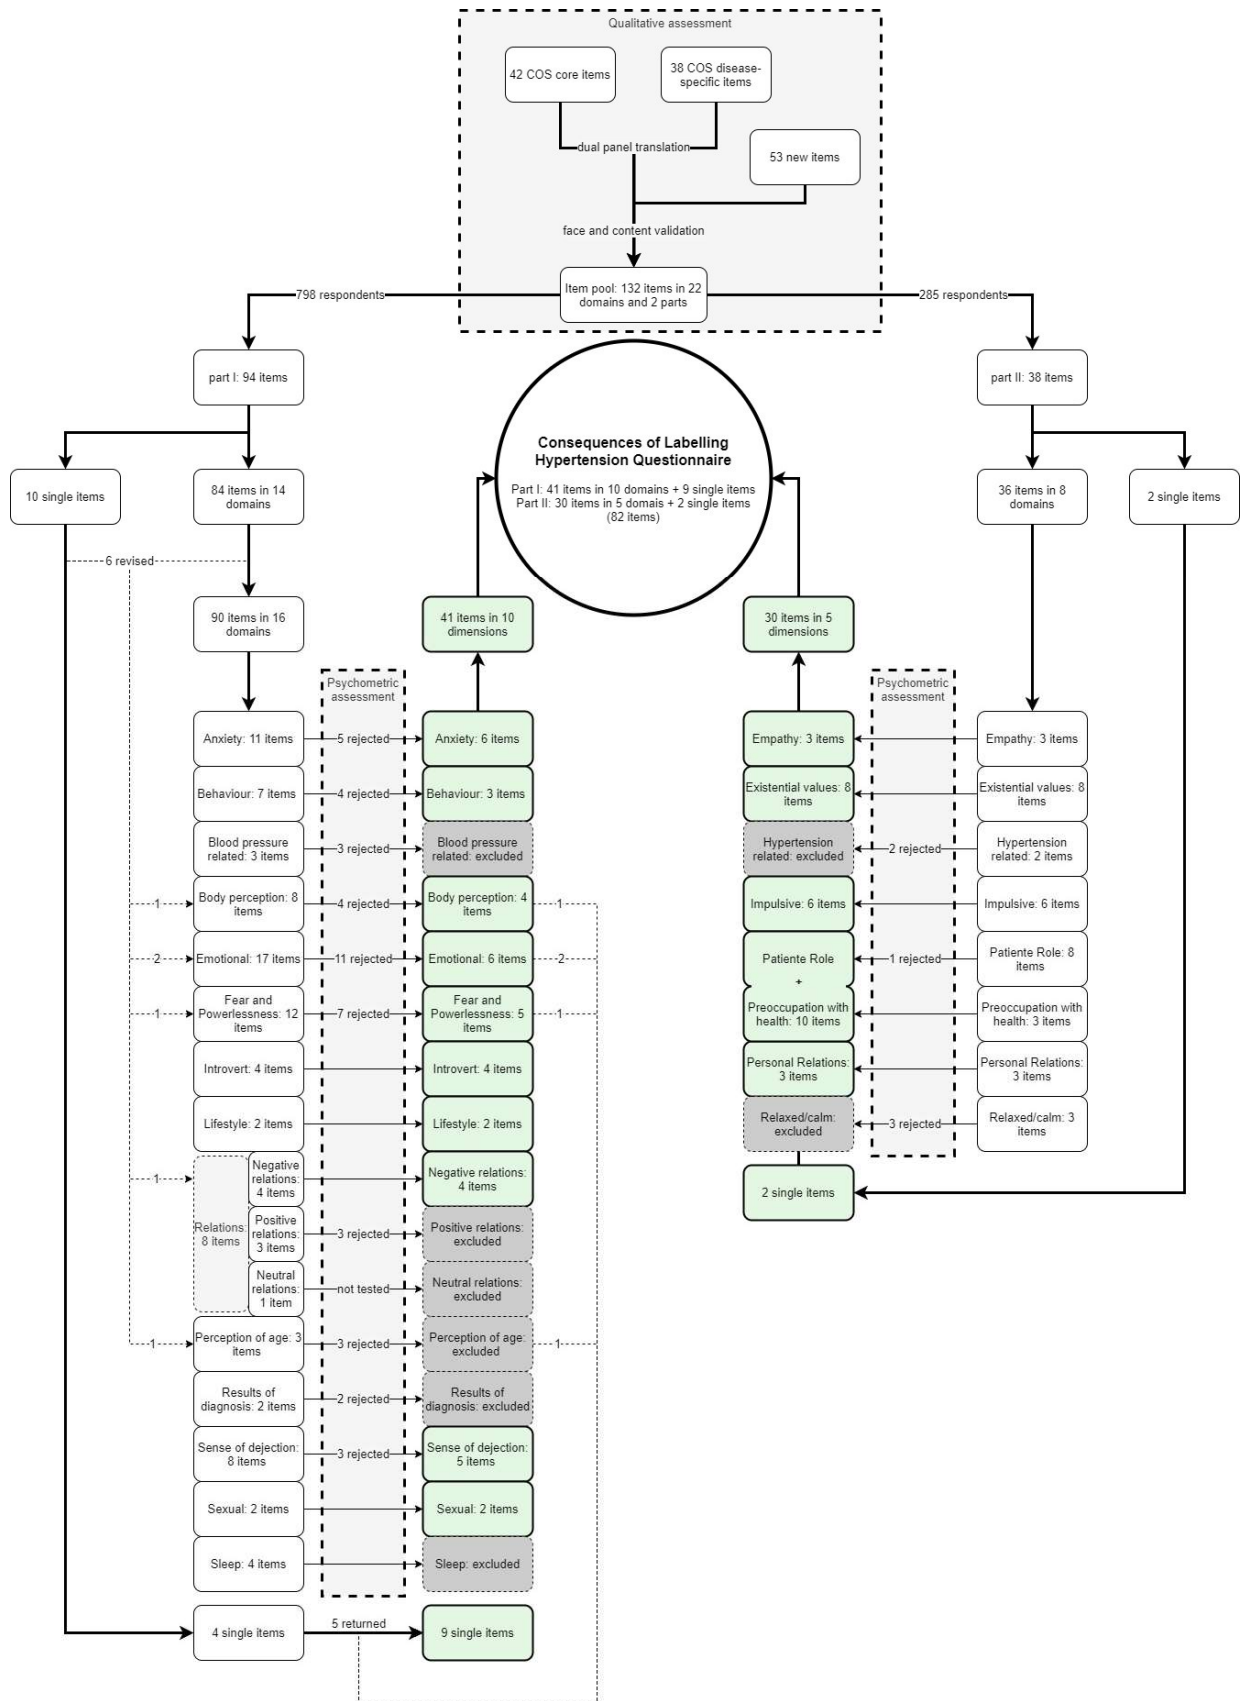 Qualitative assessment
42 COS core items
38 COS disease-
specific items
dual panel translation
53 new items
face and content validation
Item pool: 132 items in 22
domains and 2 parts
798 respondents
285 respondents
part I: 94 items
part II: 38 items
Consequences of Labelling
Hypertension Questionnaire
Part I: 41 items in 10 domains + 9 single items
Part II: 30 items in 5 domais + 2 single items
(82 items)
10 single items
84 items in 14
domains
36 items in 8
domains
2 single items
6 revised
90 items in 16
domains
41 items in 10
dimensions
30 items in 5
dimensions
Psychometric
assessment
Psychometric
assessment
Anxiety: 11 items
5 rejected
Anxiety: 6 items
Empathy: 3 items
Empathy: 3 items
Behaviour: 7 items
4 rejected
Behaviour: 3 items
Existential values: 8
items
Existential values: 8
items
Blood pressure
related: 3 items
3 rejected
Blood pressure
related: excluded
Hypertension
related: excluded
2 rejected
Hypertension
related: 2 items
1
Body perception: 8
items
4 rejected
Body perception: 4
items
1
Impulsive: 6 items
Impulsive: 6 items
2
Emotional: 17 items
11 rejected
Emotional: 6 items
2
Patiente Role
+
1 rejected
Patiente Role: 8
items
1
Fear and
Powerlessness: 12
items
7 rejected
Fear and
Powerlessness: 5
items
1
Preoccupation with
health: 10 items
Preoccupation with
health: 3 items
Introvert: 4 items
Introvert: 4 items
Personal Relations:
3 items
Personal Relations:
3 items
Lifestyle: 2 items
Lifestyle: 2 items
Relaxed/calm:
excluded
3 rejected
Relaxed/calm: 3
items
1
Relations:
8 items
Negative
relations:
4 items
Negative relations:
4 items
2 single items
Positive
relations:
3 items
3 rejected
Positive relations:
excluded
Neutral
relations:
1 item
not tested
Neutral relations:
excluded
1
Perception of age: 3
items
3 rejected
Perception of age:
excluded
1
Results of
diagnosis: 2 items
2 rejected
Results of
diagnosis: excluded
Sense of dejection:
8 items
3 rejected
Sense of dejection:
5 items
Sexual: 2 items
Sexual: 2 items
Sleep: 4 items
Sleep: excluded
4 single items
5 returned
9 single items